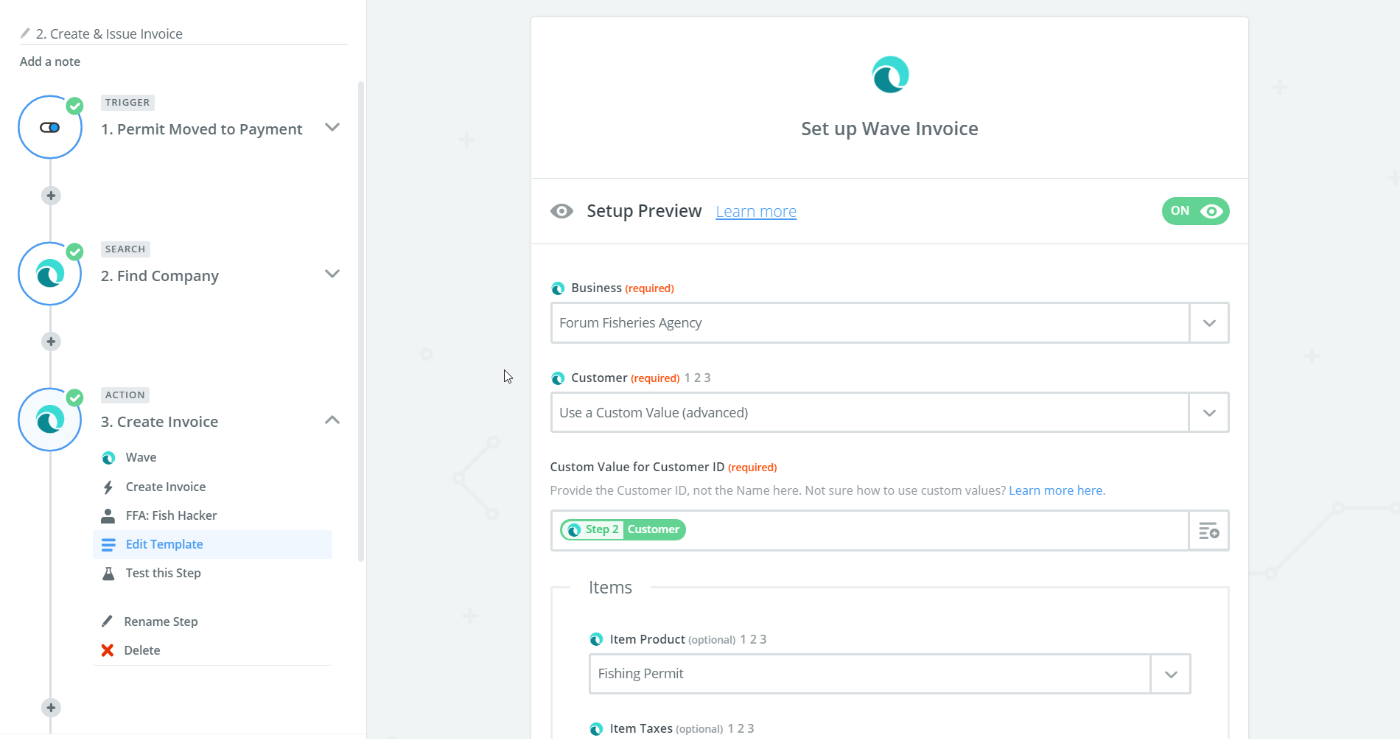 2. Create & Issue Invoice
Add a note
TRIGGER
1. Permit Moved to Payment
SEARCH
2. Find Company
ACTION
3. Create Invoice
Wave
Create Invoice
FFA: Fish Hacker
Edit Template
Test this Step
Rename Step
Delete
Set up Wave Invoice
Setup Preview Learn more
ON
Business (required)
Forum Fisheries Agency
Customer (required) 1 2 3
Use a Custom Value (advanced)
Custom Value for Customer ID (required)
Provide the Customer ID, not the Name here. Not sure how to use custom values? Learn more here.
Step 2 Customer
Items
Item Product (optional) 1 2 3
Fishing Permit
Item Taxes (optional) 1 2 3